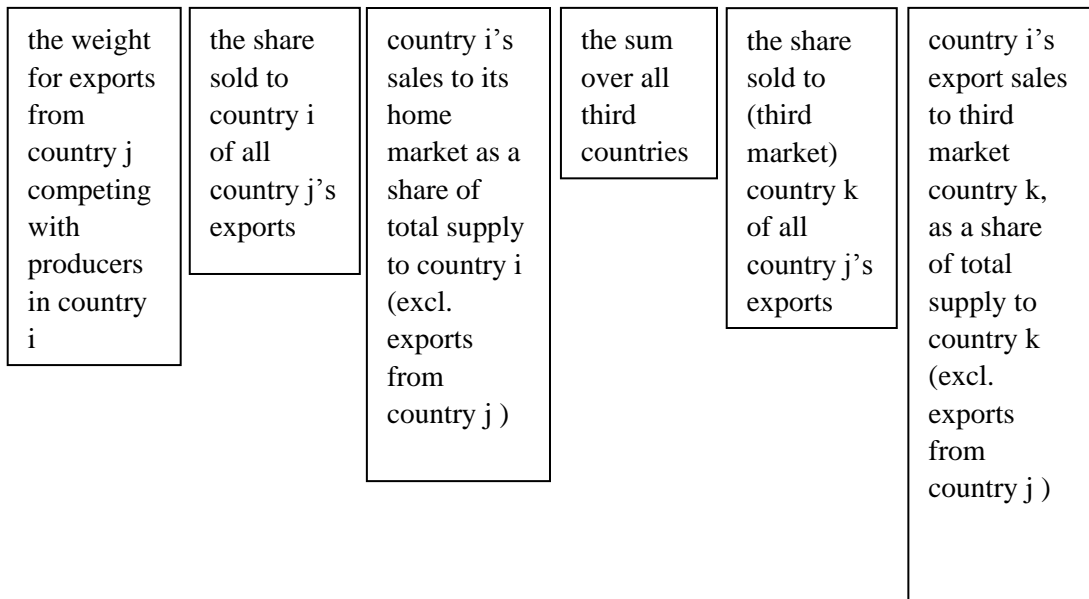 the weight
for exports
from
country j
competing
with
producers
in country
i
the share
sold to
country i
of all
country j’s
exports
country i’s
sales to its
home
market as a
share of
total supply
to country i
(excl.
exports
from
country j )
the sum
over all
third
countries
the share
sold to
(third
market)
country k
of all
country j’s
exports
country i’s
export sales
to third
market
country k,
as a share
of total
supply to
country k
(excl.
exports
from
country j )